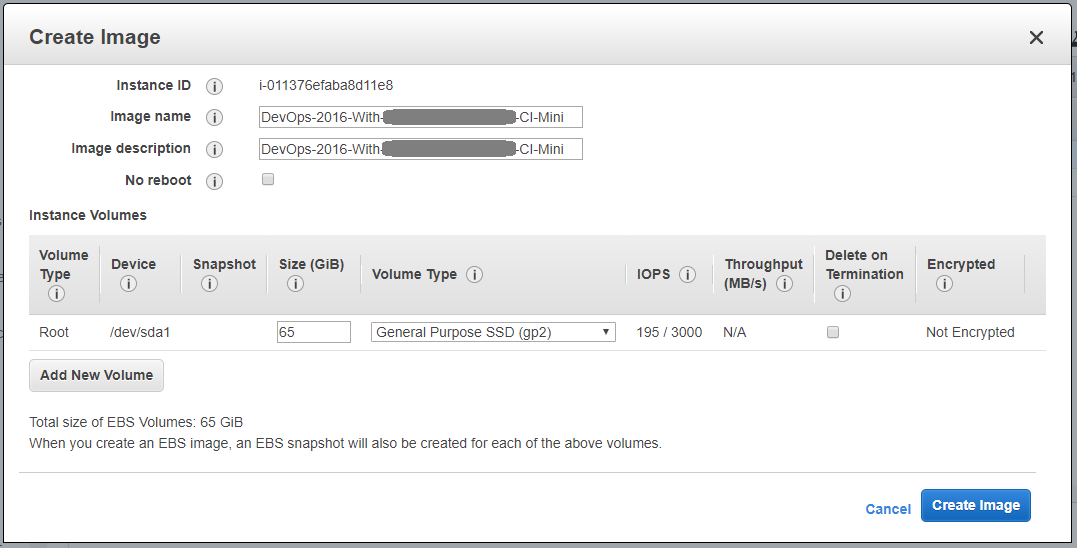 Create Image
Instance ID i-011376efaba8d11e8
Image name DevOps-2016-With- -CI-Mini
Image description DevOps-2016-With- -CI-Mini
No reboot
Instance Volumes
Volume Type Device Snapshot Size (GiB) Volume Type IOPS Throughput (MB/s) Delete on Termination Encrypted
Root /dev/sda1 65 General Purpose SSD (gp2) 195 / 3000 N/A Not Encrypted
Add New Volume
Total size of EBS Volumes: 65 GiB
When you create an EBS image, an EBS snapshot will also be created for each of the above volumes.
Cancel Create Image